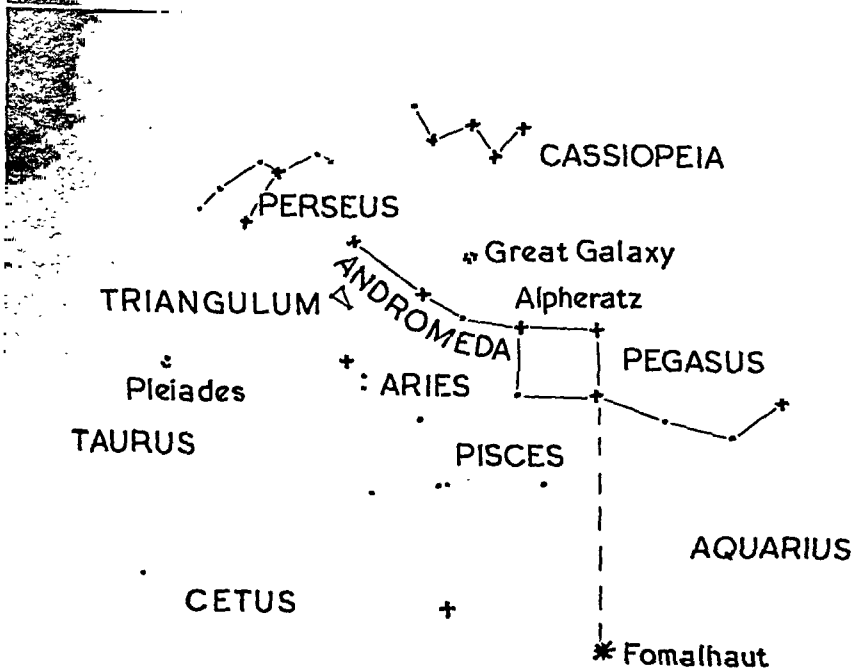 CASSIOPEIA
PERSEUS
Great Galaxy
ANDROMEDA
TRIANGULUM
Alpheratz
PEGASUS
Pleiades
ARIES
TAURUS
PISCES
AQUARIUS
CETUS
Fomalhaut